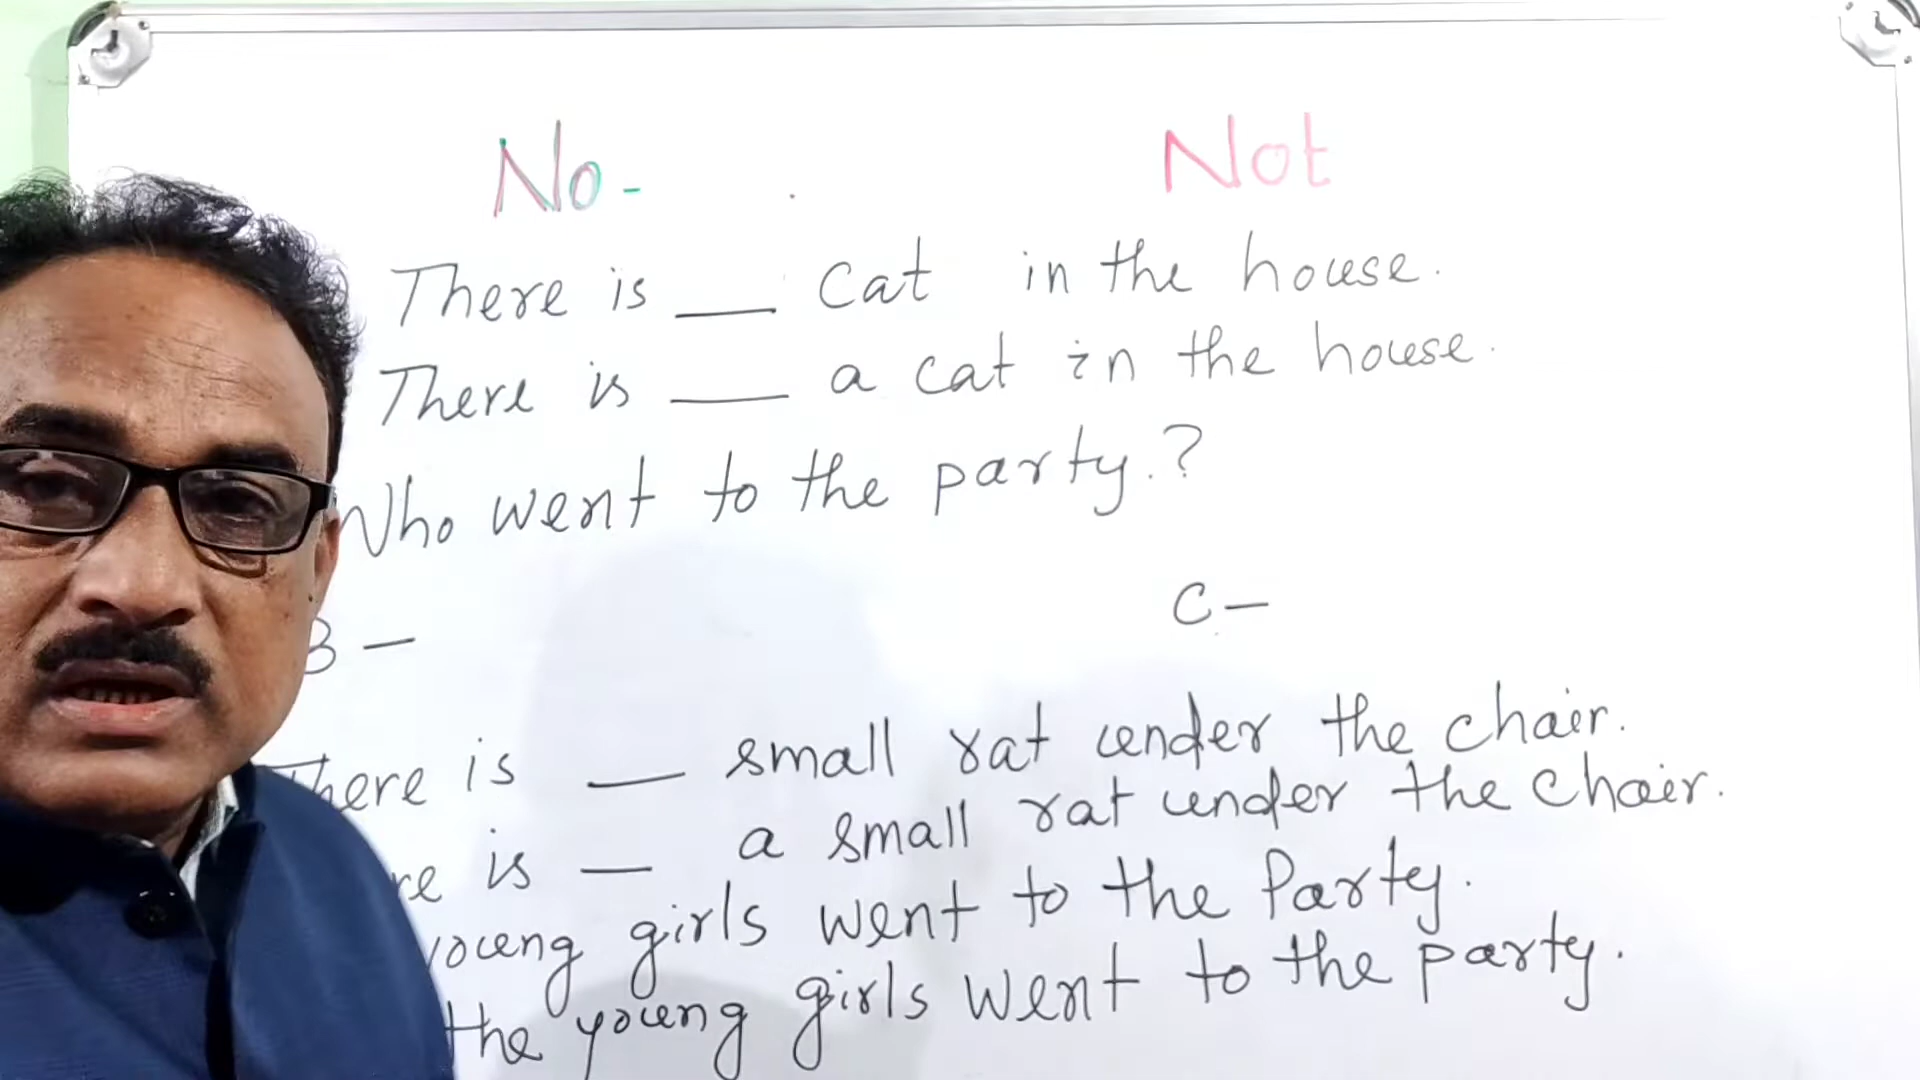 No - Not
There is ___ cat in the house.
There is ___ a cat in the house.
Who went to the party.?
B - C -
There is ___ small rat under the chair.
re is ___ a small rat under the chair.
young girls went to the Party.
the young girls went to the party.